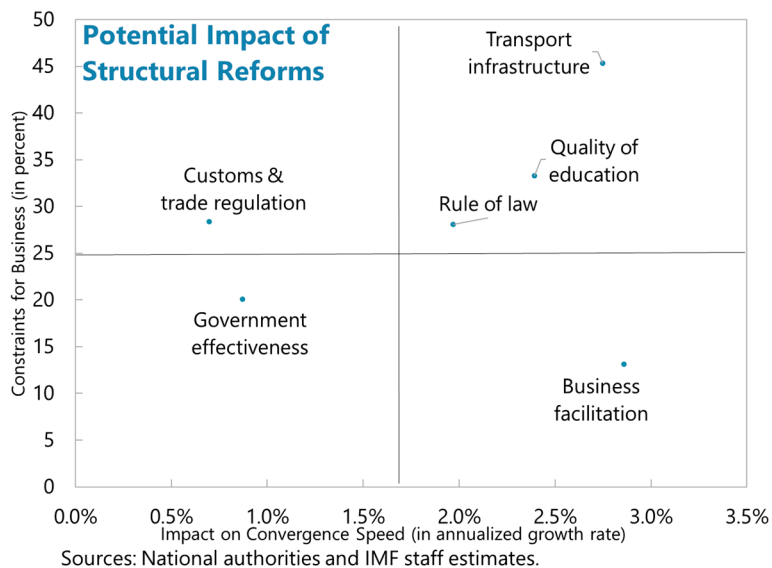 Potential Impact of
Structural Reforms
Constraints for Business (in percent)
50
45
40
35
30
25
20
15
10
5
0
Transport
infrastructure
Quality of
education
Customs &
trade regulation
Rule of law
Government
effectiveness
Business
facilitation
0.0%
0.5%
1.0%
1.5%
2.0%
2.5%
3.0%
3.5%
Impact on Convergence Speed (in annualized growth rate)
Sources: National authorities and IMF staff estimates.